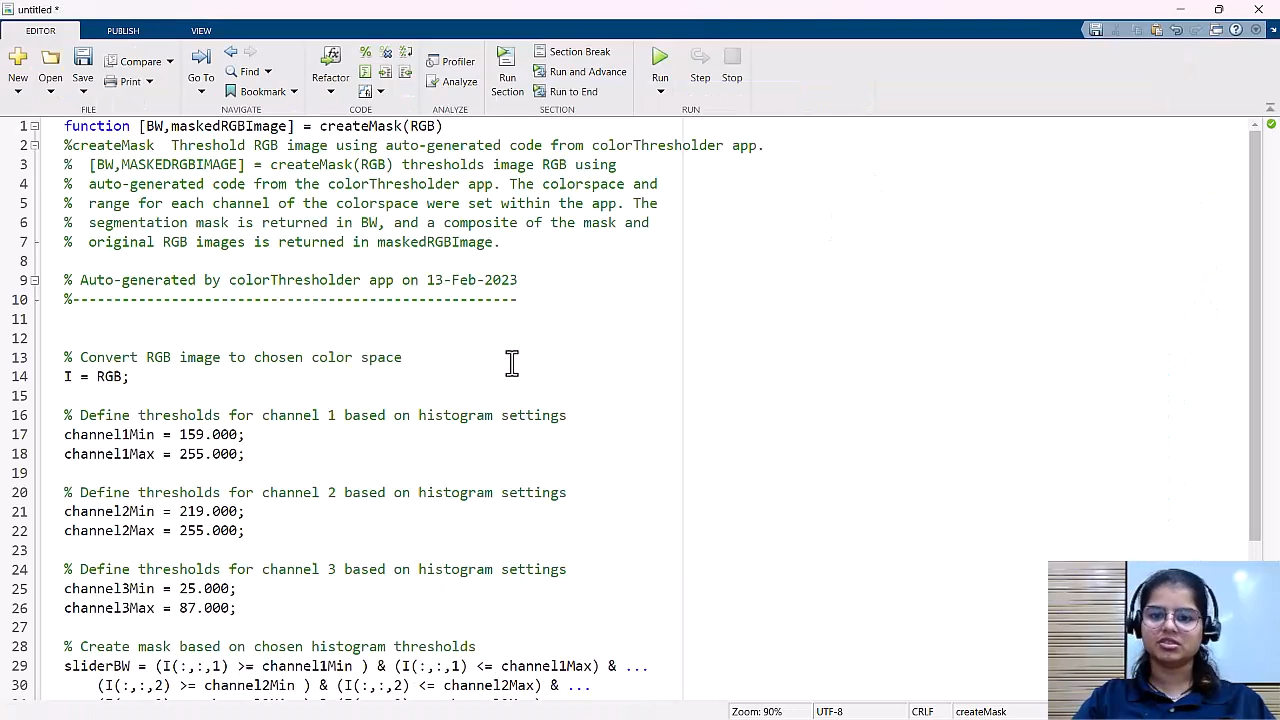 untitled *
EDITOR PUBLISH VIEW
New Open Save Compare Print Go To Find Bookmark Refactor Profiler Analyze Run Section Section Break Run and Advance Run to End Run Step Stop
FILE NAVIGATE CODE ANALYZE SECTION RUN
1 function [BW,maskedRGBImage] = createMask(RGB)
2 %createMask  Threshold RGB image using auto-generated code from colorThresholder app.
3 %  [BW,MASKEDRGBIMAGE] = createMask(RGB) thresholds image RGB using
4 %  auto-generated code from the colorThresholder app. The colorspace and
5 %  range for each channel of the colorspace were set within the app. The
6 %  segmentation mask is returned in BW, and a composite of the mask and
7 %  original RGB images is returned in maskedRGBImage.
8
9 % Auto-generated by colorThresholder app on 13-Feb-2023
10 %------------------------------------------------------
11
12
13 % Convert RGB image to chosen color space
14 I = RGB;
15
16 % Define thresholds for channel 1 based on histogram settings
17 channel1Min = 159.000;
18 channel1Max = 255.000;
19
20 % Define thresholds for channel 2 based on histogram settings
21 channel2Min = 219.000;
22 channel2Max = 255.000;
23
24 % Define thresholds for channel 3 based on histogram settings
25 channel3Min = 25.000;
26 channel3Max = 87.000;
27
28 % Create mask based on chosen histogram thresholds
29 sliderBW = (I(:,:,1) >= channel1Min ) & (I(:,:,1) <= channel1Max) & ...
30 (I(:,:,2) >= channel2Min ) & (I(:,:,2) <= channel2Max) & ...
Zoom: 90% UTF-8 CRLF createMask